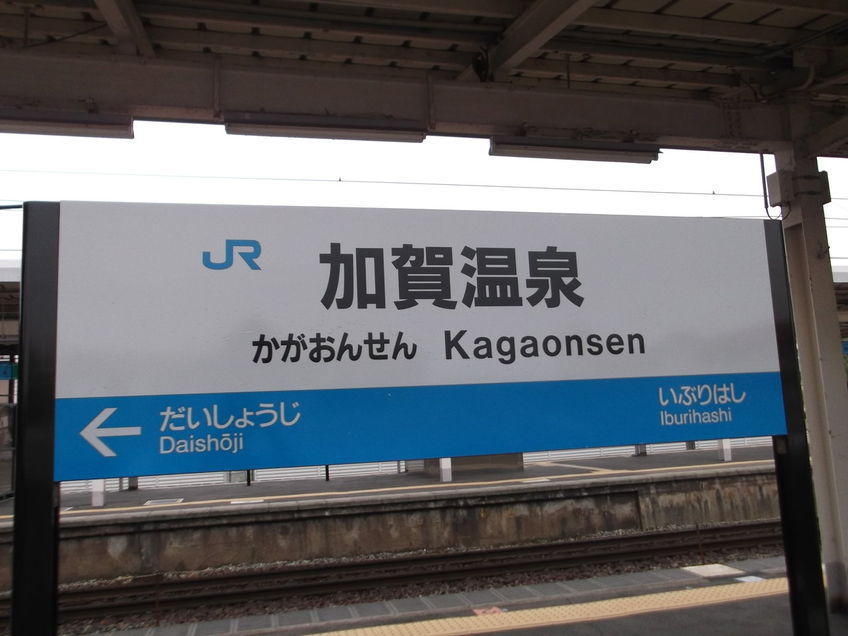 JR 加賀温泉
かがおんせん Kagaonsen
← だいしょうじ
Daishōji
いぶりはし
Iburihashi